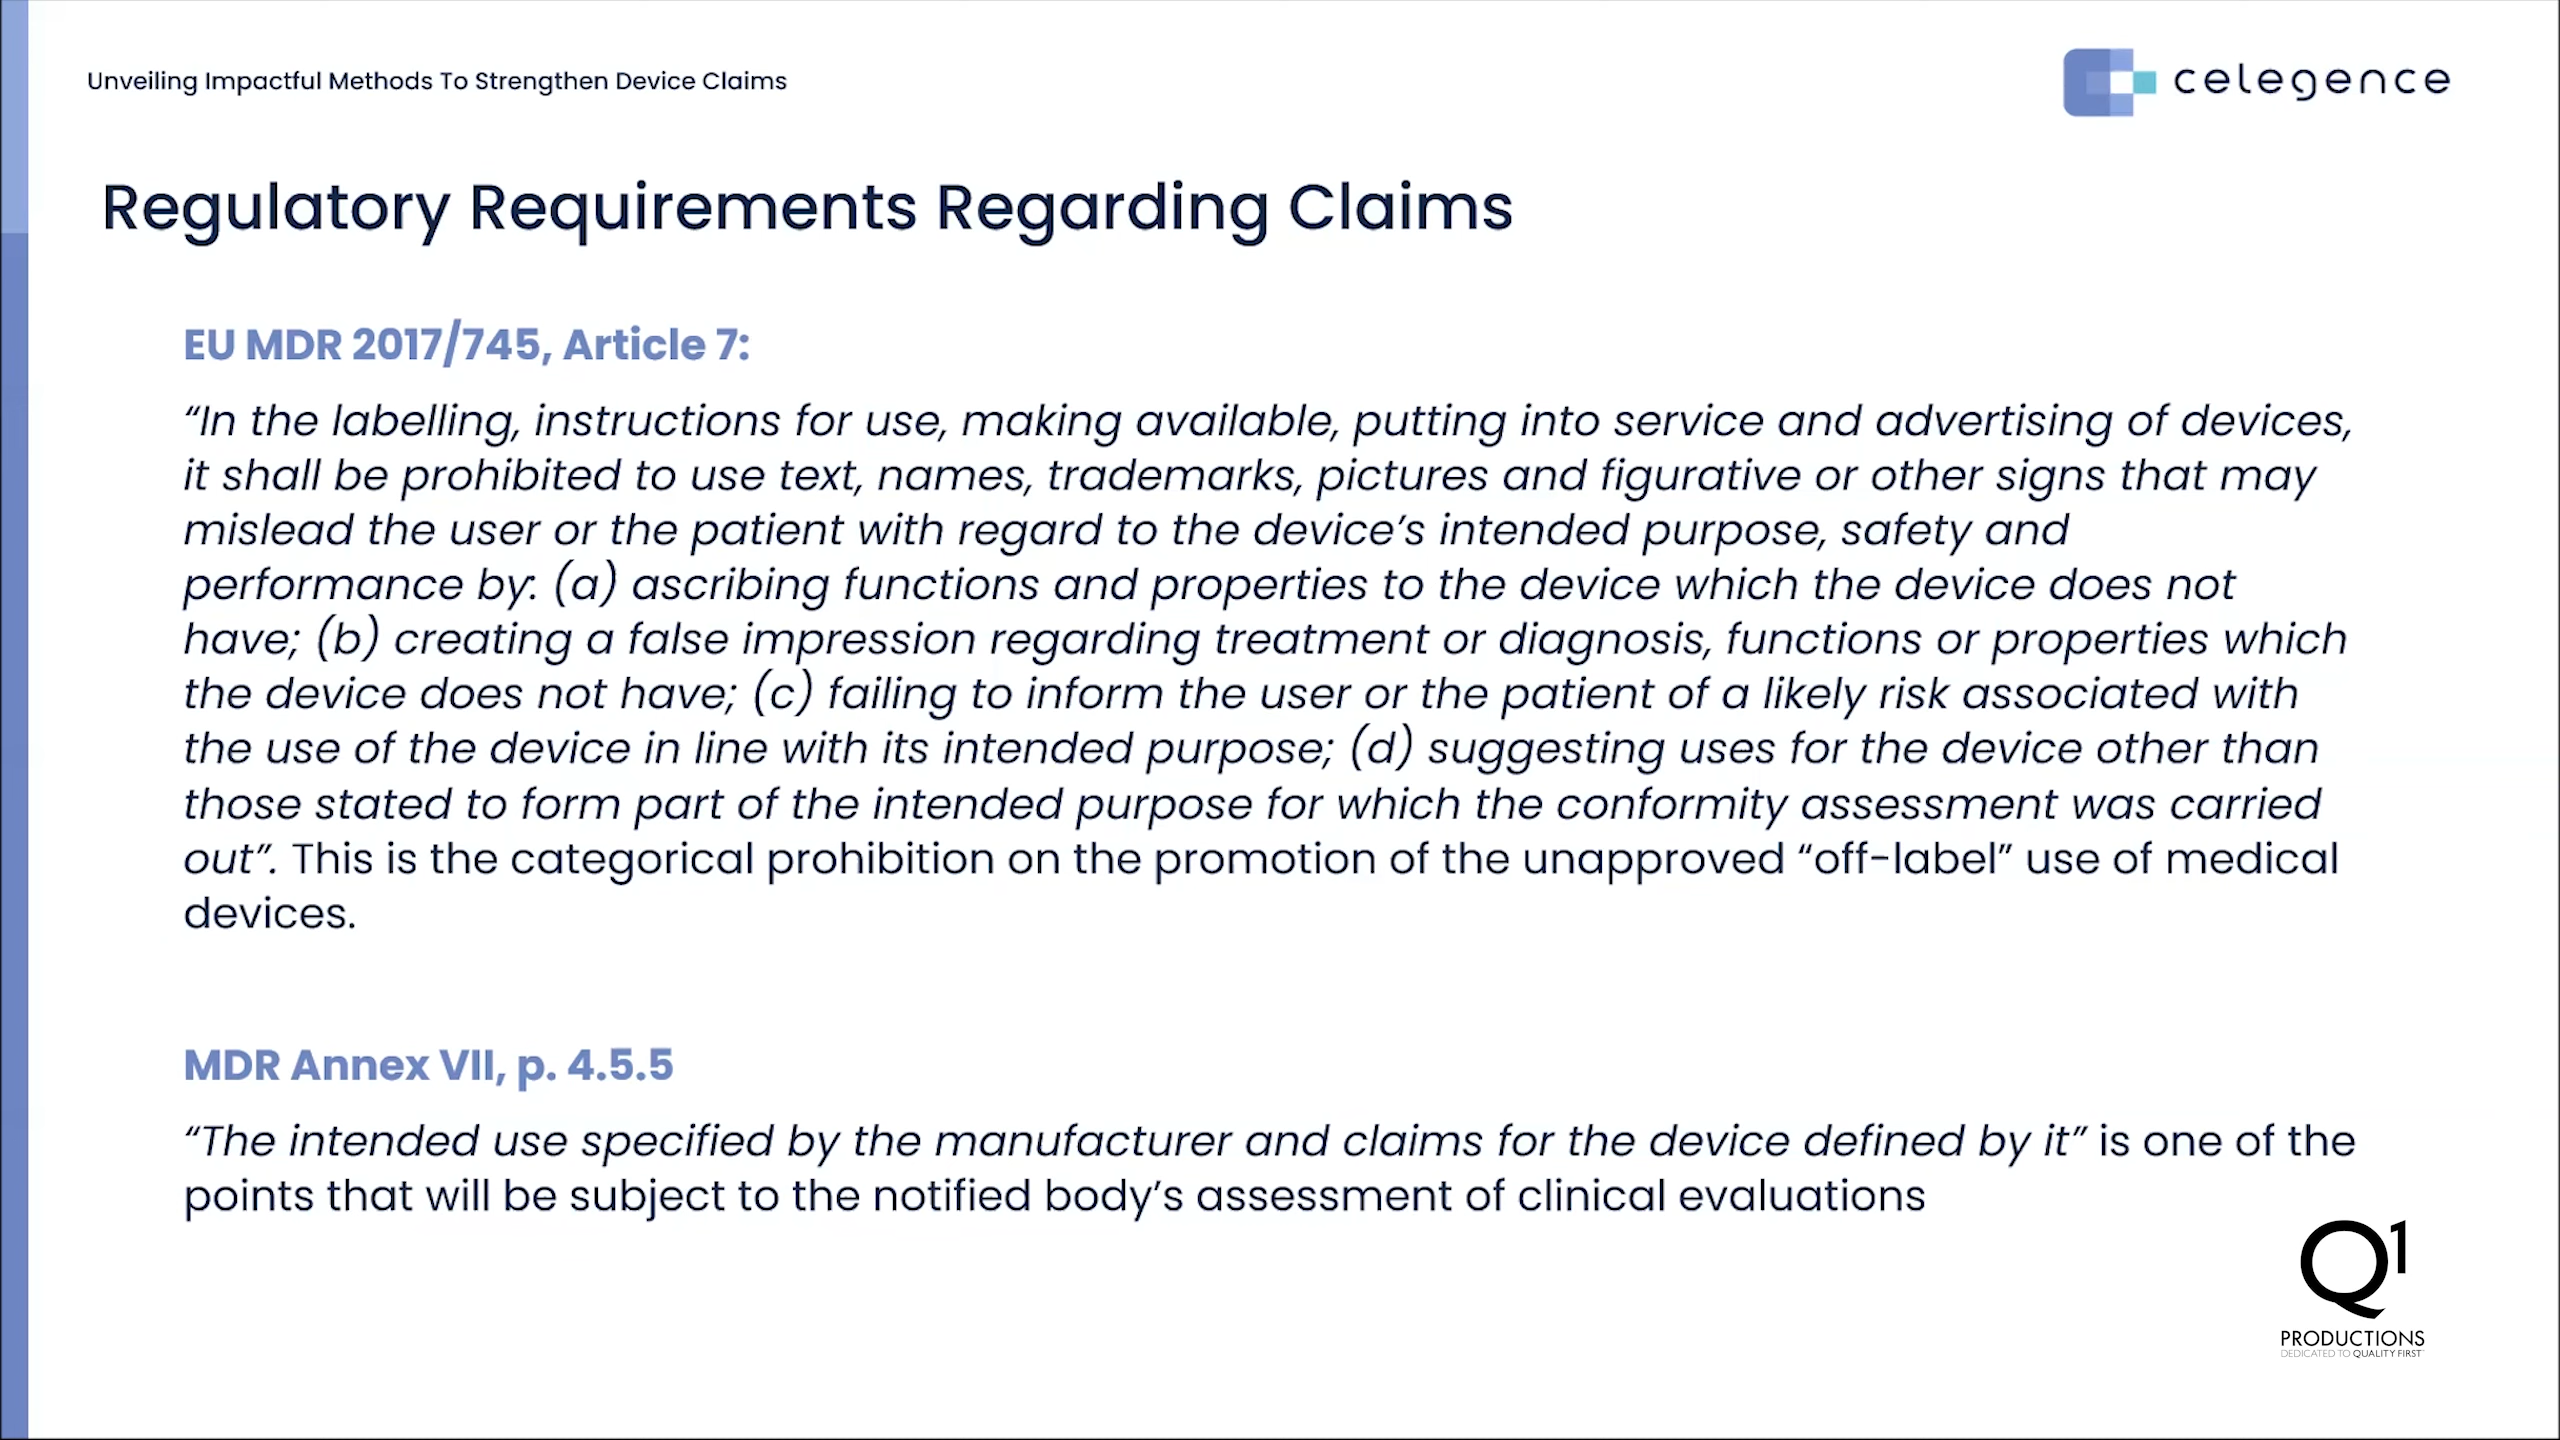 Unveiling Impactful Methods To Strengthen Device Claims
celegence
Regulatory Requirements Regarding Claims
EU MDR 2017/745, Article 7:
“In the labelling, instructions for use, making available, putting into service and advertising of devices,
it shall be prohibited to use text, names, trademarks, pictures and figurative or other signs that may
mislead the user or the patient with regard to the device’s intended purpose, safety and
performance by: (a) ascribing functions and properties to the device which the device does not
have; (b) creating a false impression regarding treatment or diagnosis, functions or properties which
the device does not have; (c) failing to inform the user or the patient of a likely risk associated with
the use of the device in line with its intended purpose; (d) suggesting uses for the device other than
those stated to form part of the intended purpose for which the conformity assessment was carried
out”. This is the categorical prohibition on the promotion of the unapproved “off-label” use of medical
devices.
MDR Annex VII, p. 4.5.5
“The intended use specified by the manufacturer and claims for the device defined by it” is one of the
points that will be subject to the notified body’s assessment of clinical evaluations
Q1
PRODUCTIONS
DEDICATED TO QUALITY FIRST